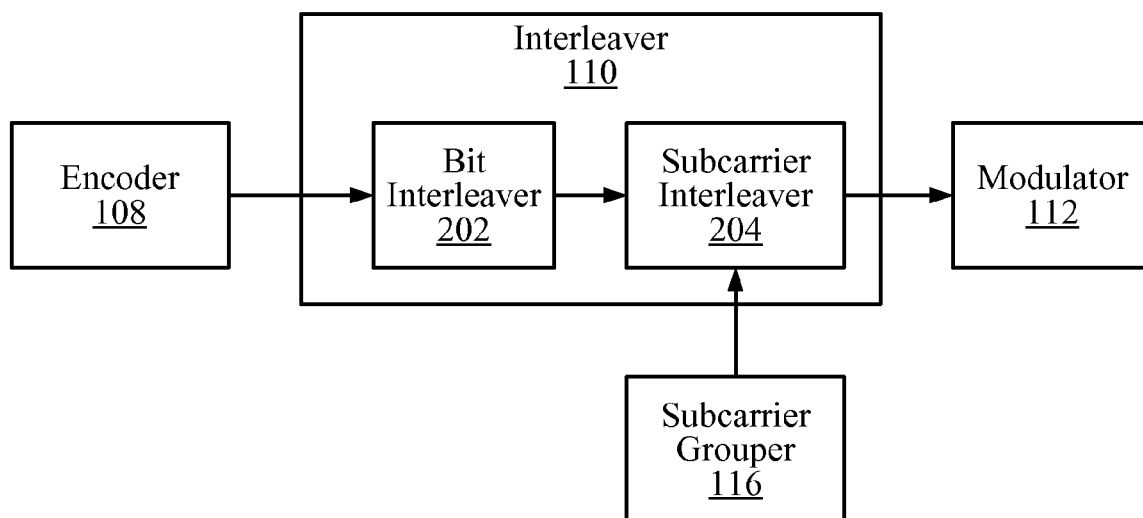 Interleaver
110
Encoder
108
Bit
Interleaver
202
Subcarrier
Interleaver
204
Modulator
112
Subcarrier
Grouper
116